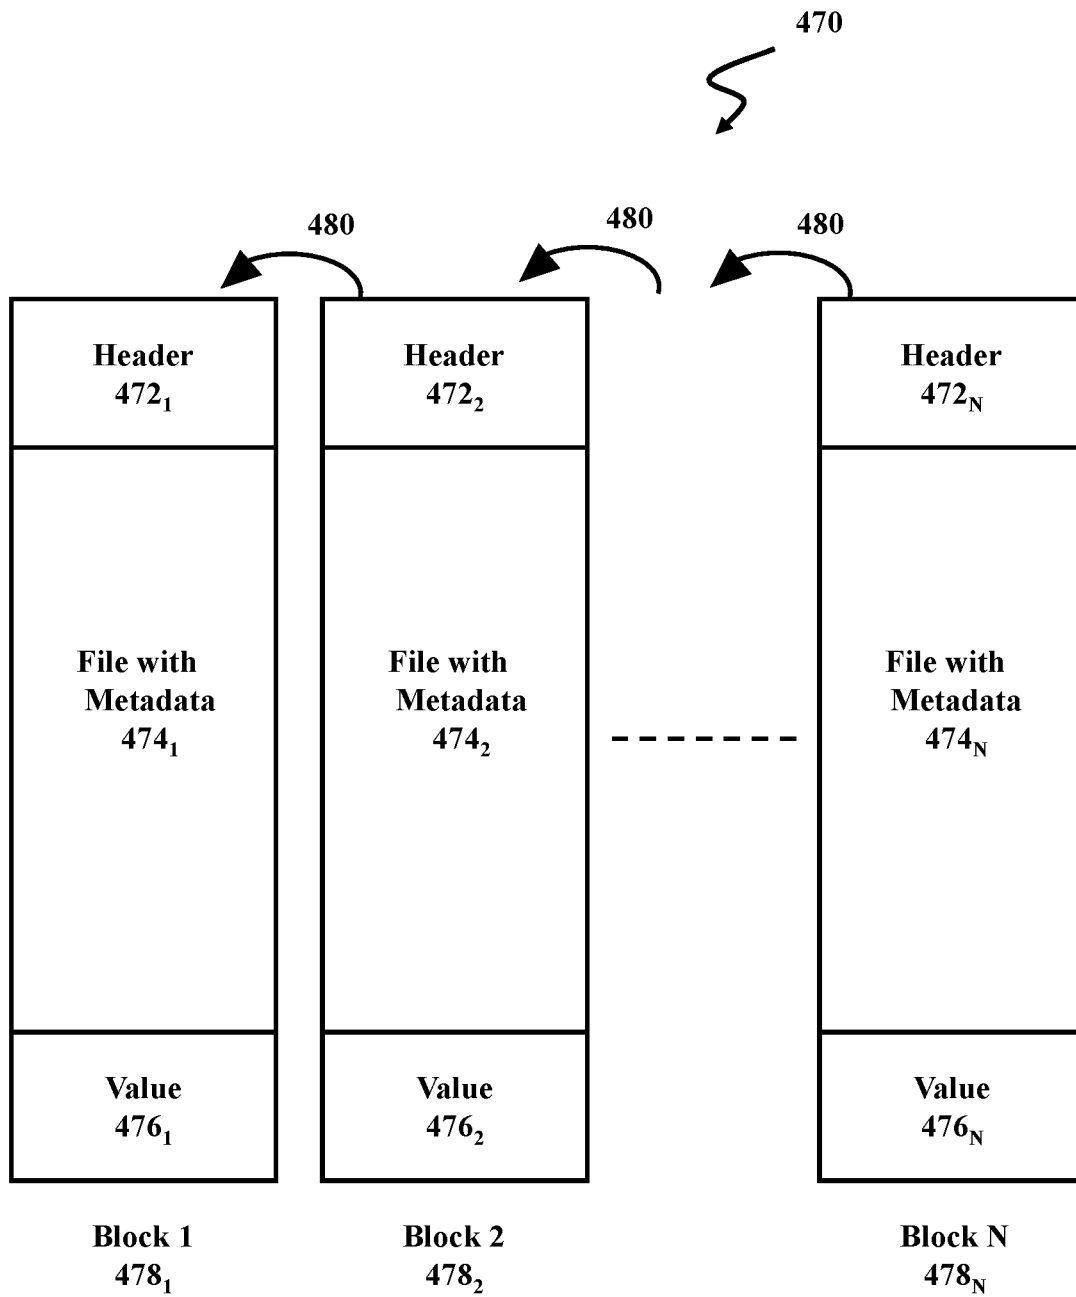 470
480
480
480
Header
472₁
Header
472₂
Header
472N
File with
Metadata
474₁
File with
Metadata
474₂
File with
Metadata
474N
Value
476₁
Value
476₂
Value
476N
Block 1
478₁
Block 2
478₂
Block N
478N